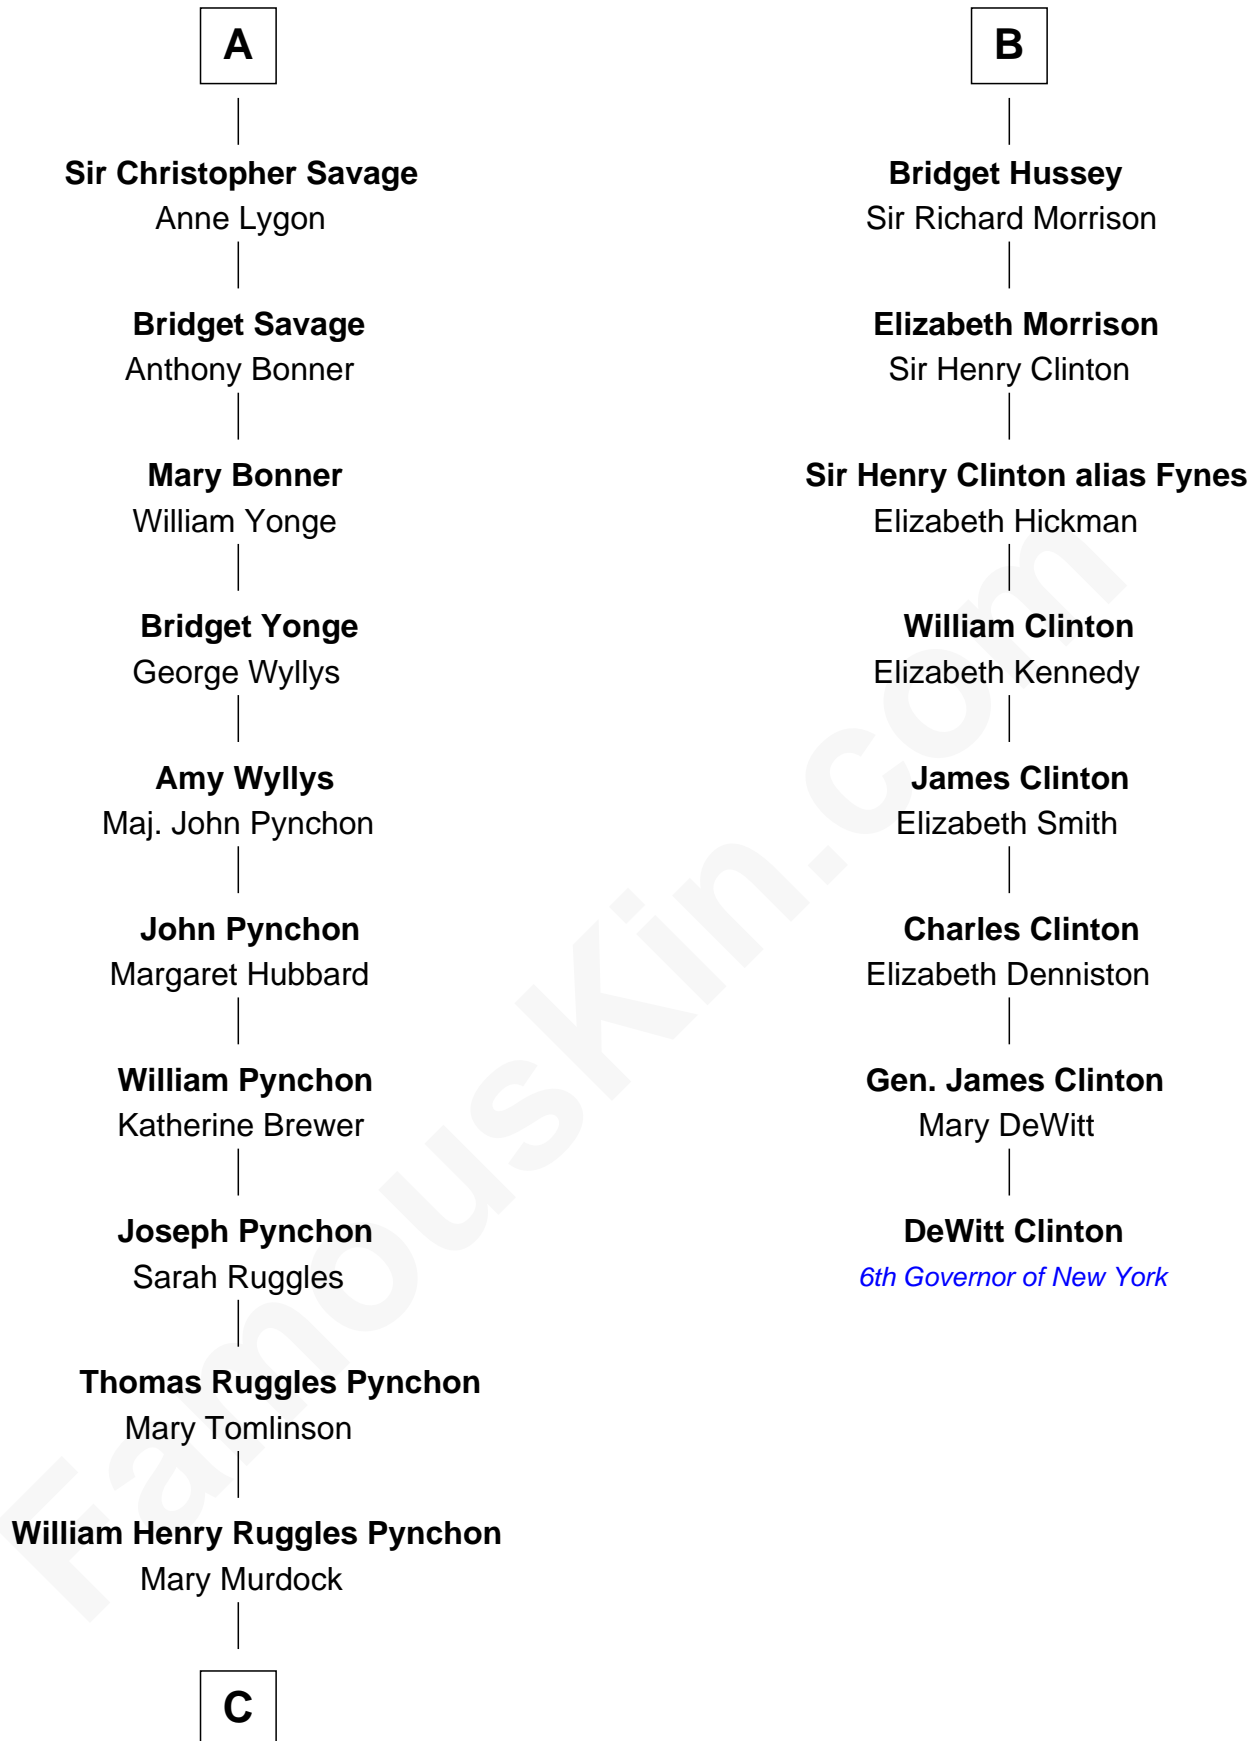 A
Sir Christopher Savage
Anne Lygon
Bridget Savage
Anthony Bonner
Mary Bonner
William Yonge
Bridget Yonge
George Wyllys
Amy Wyllys
Maj. John Pynchon
John Pynchon
Margaret Hubbard
William Pynchon
Katherine Brewer
Joseph Pynchon
Sarah Ruggles
Thomas Ruggles Pynchon
Mary Tomlinson
William Henry Ruggles Pynchon
Mary Murdock
C
B
Bridget Hussey
Sir Richard Morrison
Elizabeth Morrison
Sir Henry Clinton
Sir Henry Clinton alias Fynes
Elizabeth Hickman
William Clinton
Elizabeth Kennedy
James Clinton
Elizabeth Smith
Charles Clinton
Elizabeth Denniston
Gen. James Clinton
Mary DeWitt
DeWitt Clinton
6th Governor of New York
FamousKin.com